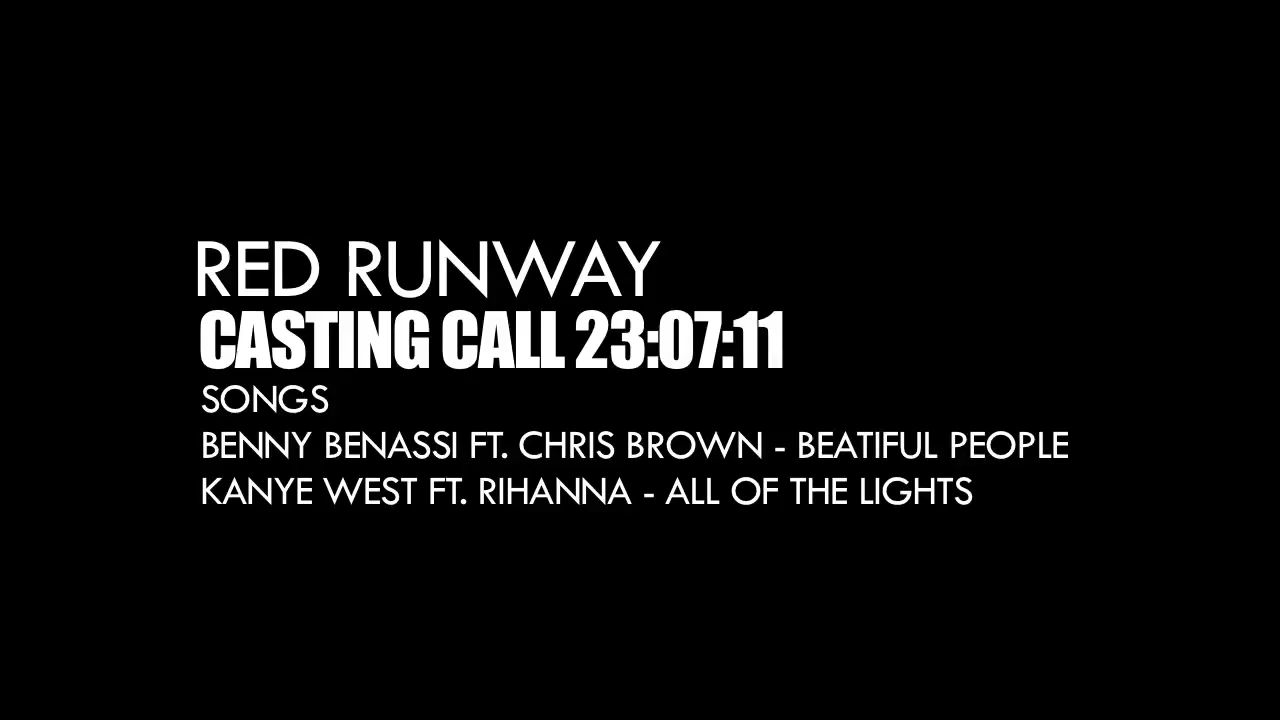 RED RUNWAY
CASTING CALL 23:07:11
SONGS
BENNY BENASSI FT. CHRIS BROWN - BEATIFUL PEOPLE
KANYE WEST FT. RIHANNA - ALL OF THE LIGHTS